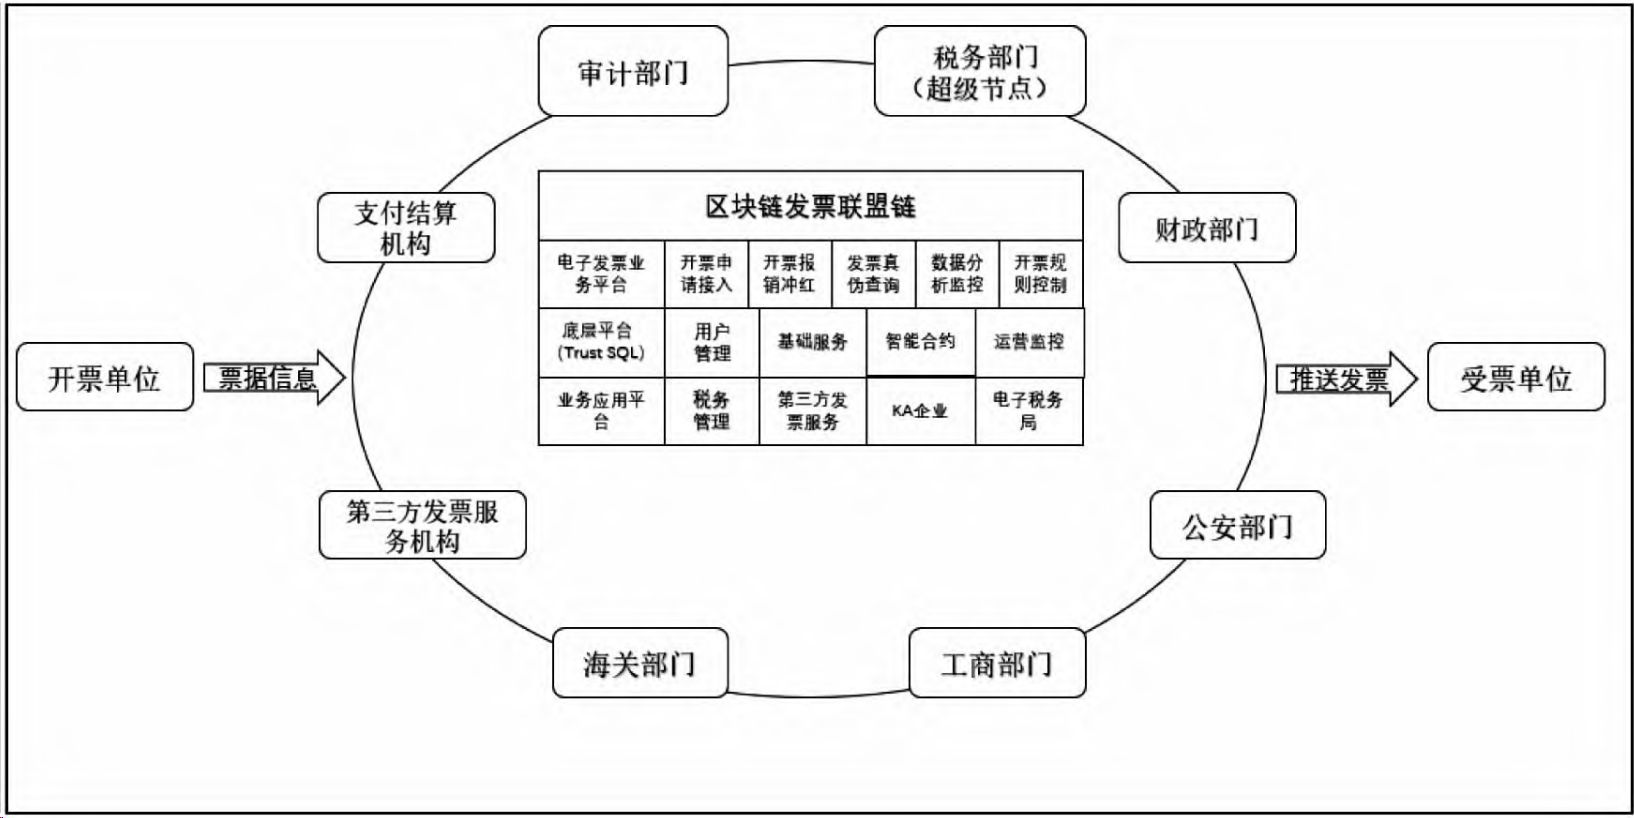 审计部门
税务部门
（超级节点）
支付结算
机构
财政部门
区块链发票联盟链
电子发票业
务平台
开票申
请接入
开票报
销冲红
发票真
伪查询
数据分
析监控
开票规
则控制
底层平台
(Trust SQL)
用户
管理
基础服务
智能合约
运营监控
业务应用平
台
税务
管理
第三方发
票服务
KA企业
电子税务
局
开票单位
票据信息
推送发票
受票单位
第三方发票服
务机构
公安部门
海关部门
工商部门